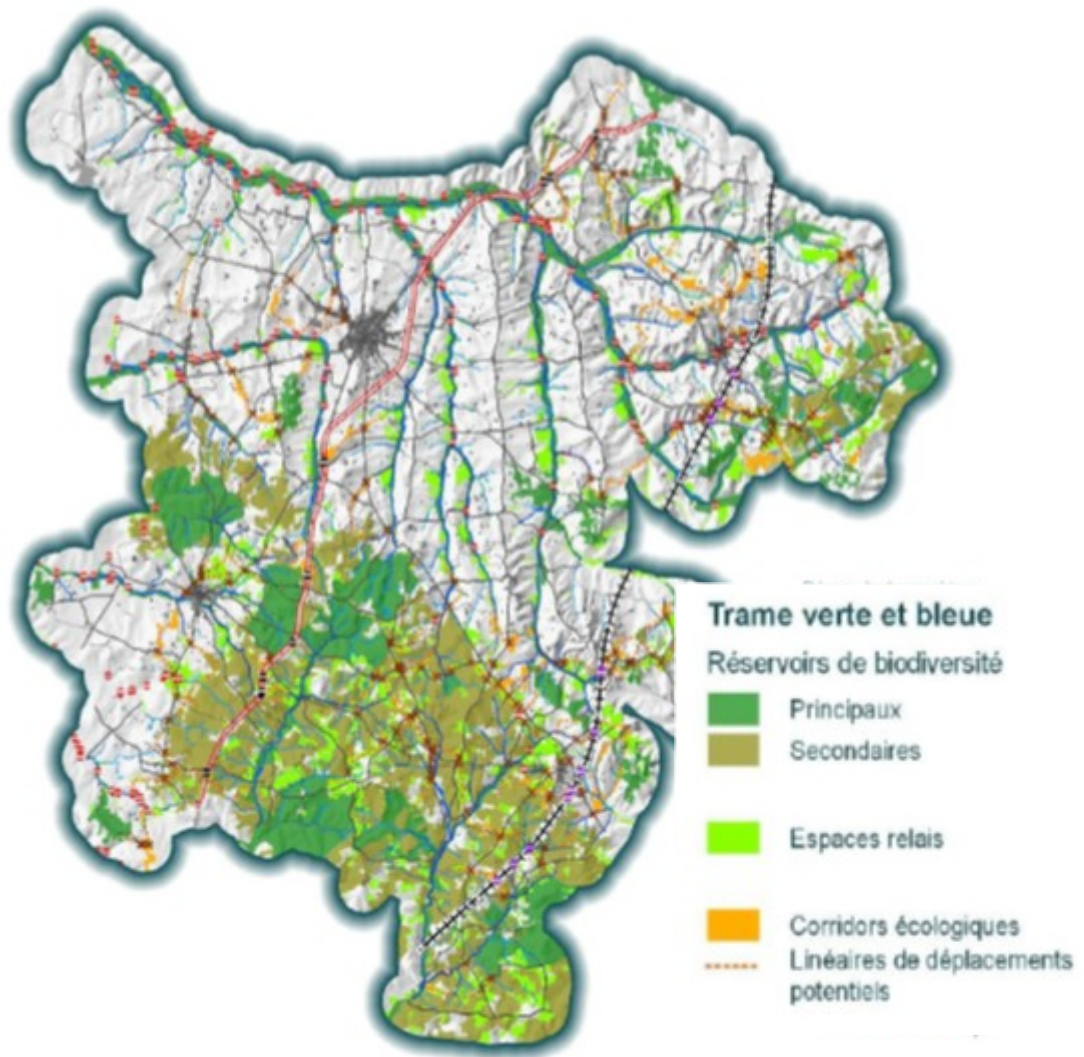 Trame verte et bleue
Réservoirs de biodiversité
Principaux
Secondaires
Espaces relais
Corridors écologiques
Linéaires de déplacements
potentiels